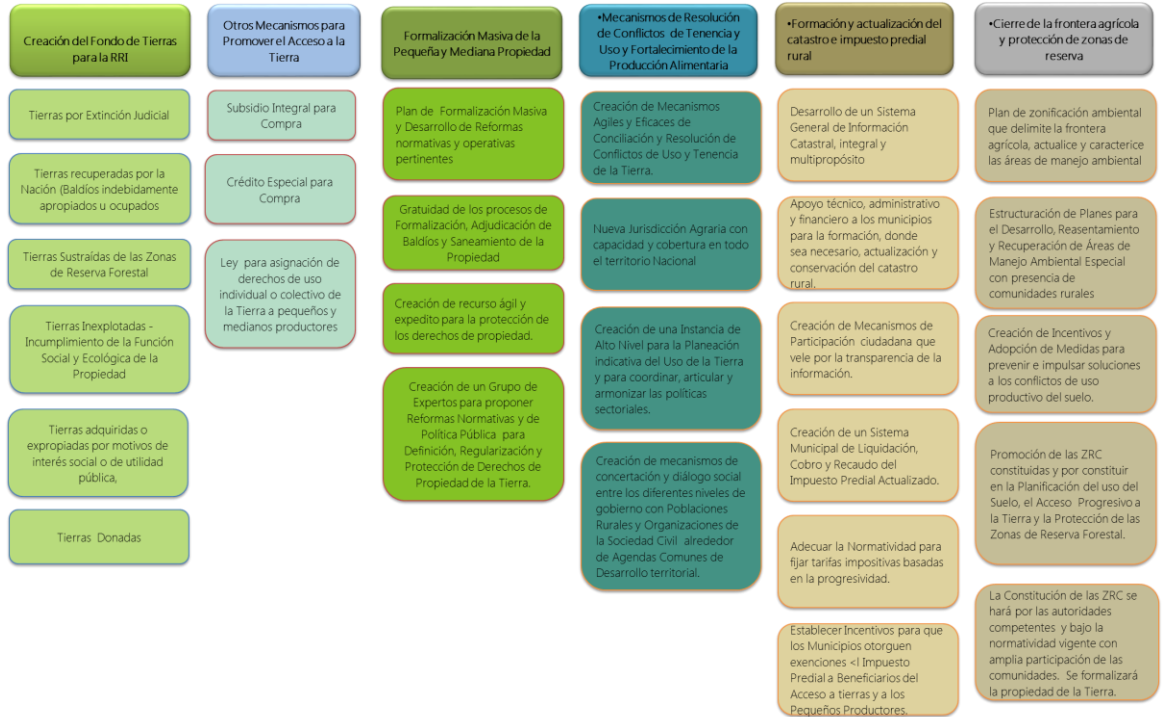 Creación del Fondo de Tierras
para la RRI
Tierras por Extinción Judicial
Tierras recuperadas por la
Nación (Baldíos indebidamente
apropiados u ocupados
Tierras Sustraídas de las Zonas
de Reserva Forestal
Tierras Inexplotadas -
Incumplimiento de la Función
Social y Ecológica de la
Propiedad
Tierras adquiridas o
expropiadas por motivos de
interés social o de utilidad
pública,
Tierras Donadas
Otros Mecanismos para
Promover el Acceso a la
Tierra
Subsidio Integral para
Compra
Crédito Especial para
Compra
Ley para asignación de
derechos de uso
individual o colectivo de
la Tierra a pequeños y
medianos productores
Formalización Masiva de la
Pequeña y Mediana Propiedad
Plan de Formalización Masiva
y Desarrollo de Reformas
normativas y operativas
pertinentes
Gratuidad de los procesos de
Formalización, Adjudicación de
Baldíos y Saneamiento de la
Propiedad
Creación de recurso ágil y
expedito para la protección de
los derechos de propiedad.
Creación de un Grupo de
Expertos para proponer
Reformas Normativas y de
Política Pública para
Definición, Regularización y
Protección de Derechos de
Propiedad de la Tierra.
•Mecanismos de Resolución
de Conflictos de Tenencia y
Uso y Fortalecimiento de la
Producción Alimentaria
Creación de Mecanismos
Agiles y Eficaces de
Conciliación y Resolución de
Conflictos de Uso y Tenencia
de la Tierra.
Nueva Jurisdicción Agraria con
capacidad y cobertura en todo
el territorio Nacional
Creación de una Instancia de
Alto Nivel para la Planeación
indicativa del Uso de la Tierra
y para coordinar, articular y
armonizar las políticas
sectoriales.
Creación de mecanismos de
concertación y diálogo social
entre los diferentes niveles de
gobierno con Poblaciones
Rurales y Organizaciones de
la Sociedad Civil alrededor
de Agendas Comunes de
Desarrollo territorial.
•Formación y actualización del
catastro e impuesto predial
rural
Desarrollo de un Sistema
General de Información
Catastral, integral y
multipropósito
Apoyo técnico, administrativo
y financiero a los municipios
para la formación, donde
sea necesario, actualización y
conservación del catastro
rural.
Creación de Mecanismos de
Participación ciudadana que
vele por la transparencia de la
información.
Creación de un Sistema
Municipal de Liquidación,
Cobro y Recaudo del
Impuesto Predial Actualizado.
Adecuar la Normatividad para
fijar tarifas impositivas basadas
en la progresividad.
Establecer Incentivos para que
los Municipios otorguen
exenciones <l Impuesto
Predial a Beneficiarios del
Acceso a tierras y a los
Pequeños Productores.
•Cierre de la frontera agrícola
y protección de zonas de
reserva
Plan de zonificación ambiental
que delimite la frontera
agrícola, actualice y caracterice
las áreas de manejo ambiental
Estructuración de Planes para
el Desarrollo, Reasentamiento
y Recuperación de Áreas de
Manejo Ambiental Especial
con presencia de
comunidades rurales
Creación de Incentivos y
Adopción de Medidas para
prevenir e impulsar soluciones
a los conflictos de uso
productivo del suelo.
Promoción de las ZRC
constituidas y por constituir
en la Planificación del uso del
Suelo, el Acceso Progresivo a
la Tierra y la Protección de las
Zonas de Reserva Forestal.
La Constitución de las ZRC se
hará por las autoridades
competentes y bajo la
normatividad vigente con
amplia participación de las
comunidades. Se formalizará
la propiedad de la Tierra.